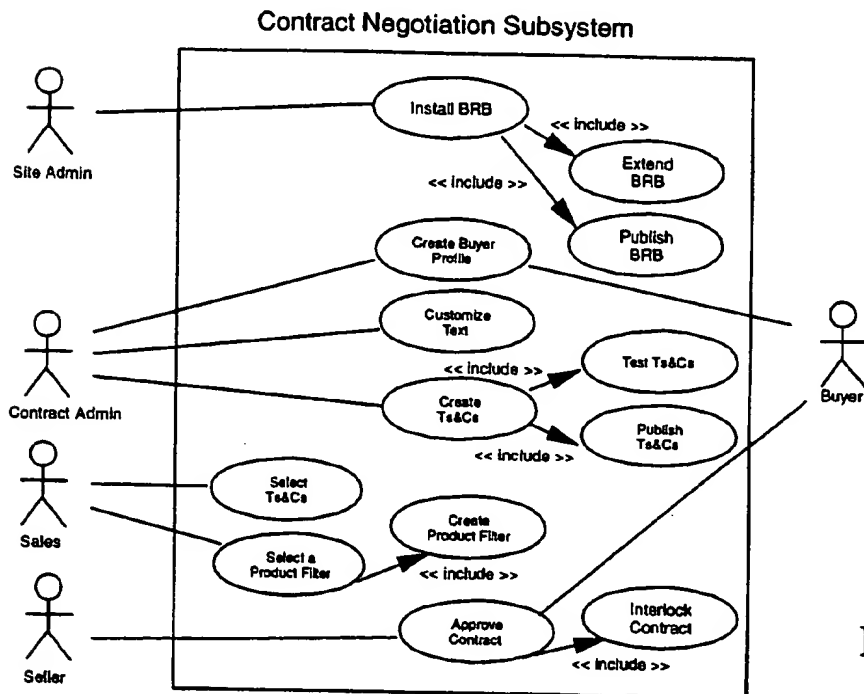 Contract Negotiation Subsystem
Install BRB
<< include >>
Site Admin
Extend
BRB
<< include >>
Publish
BRB
Create Buyer
Profile
Customize
Text
<< include >>
Test Ts&Cs
Contract Admin
Create
Ts&Cs
Buyer
Publish
Ts&Cs
<< include >>
Select
Ts&Cs
Create
Product Filter
Sales
Select a
Product Filter
<< include >>
Interlock
Contract
Approve
Contract
<< include >>
Seller